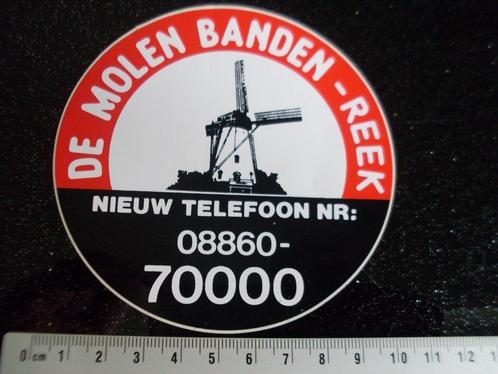 DE MOLEN BANDEN-REEK
NIEUW TELEFOON NR:
08860-
70000
0 cm 1 2 3 4 5 6 7 8 9 10 11 12 1